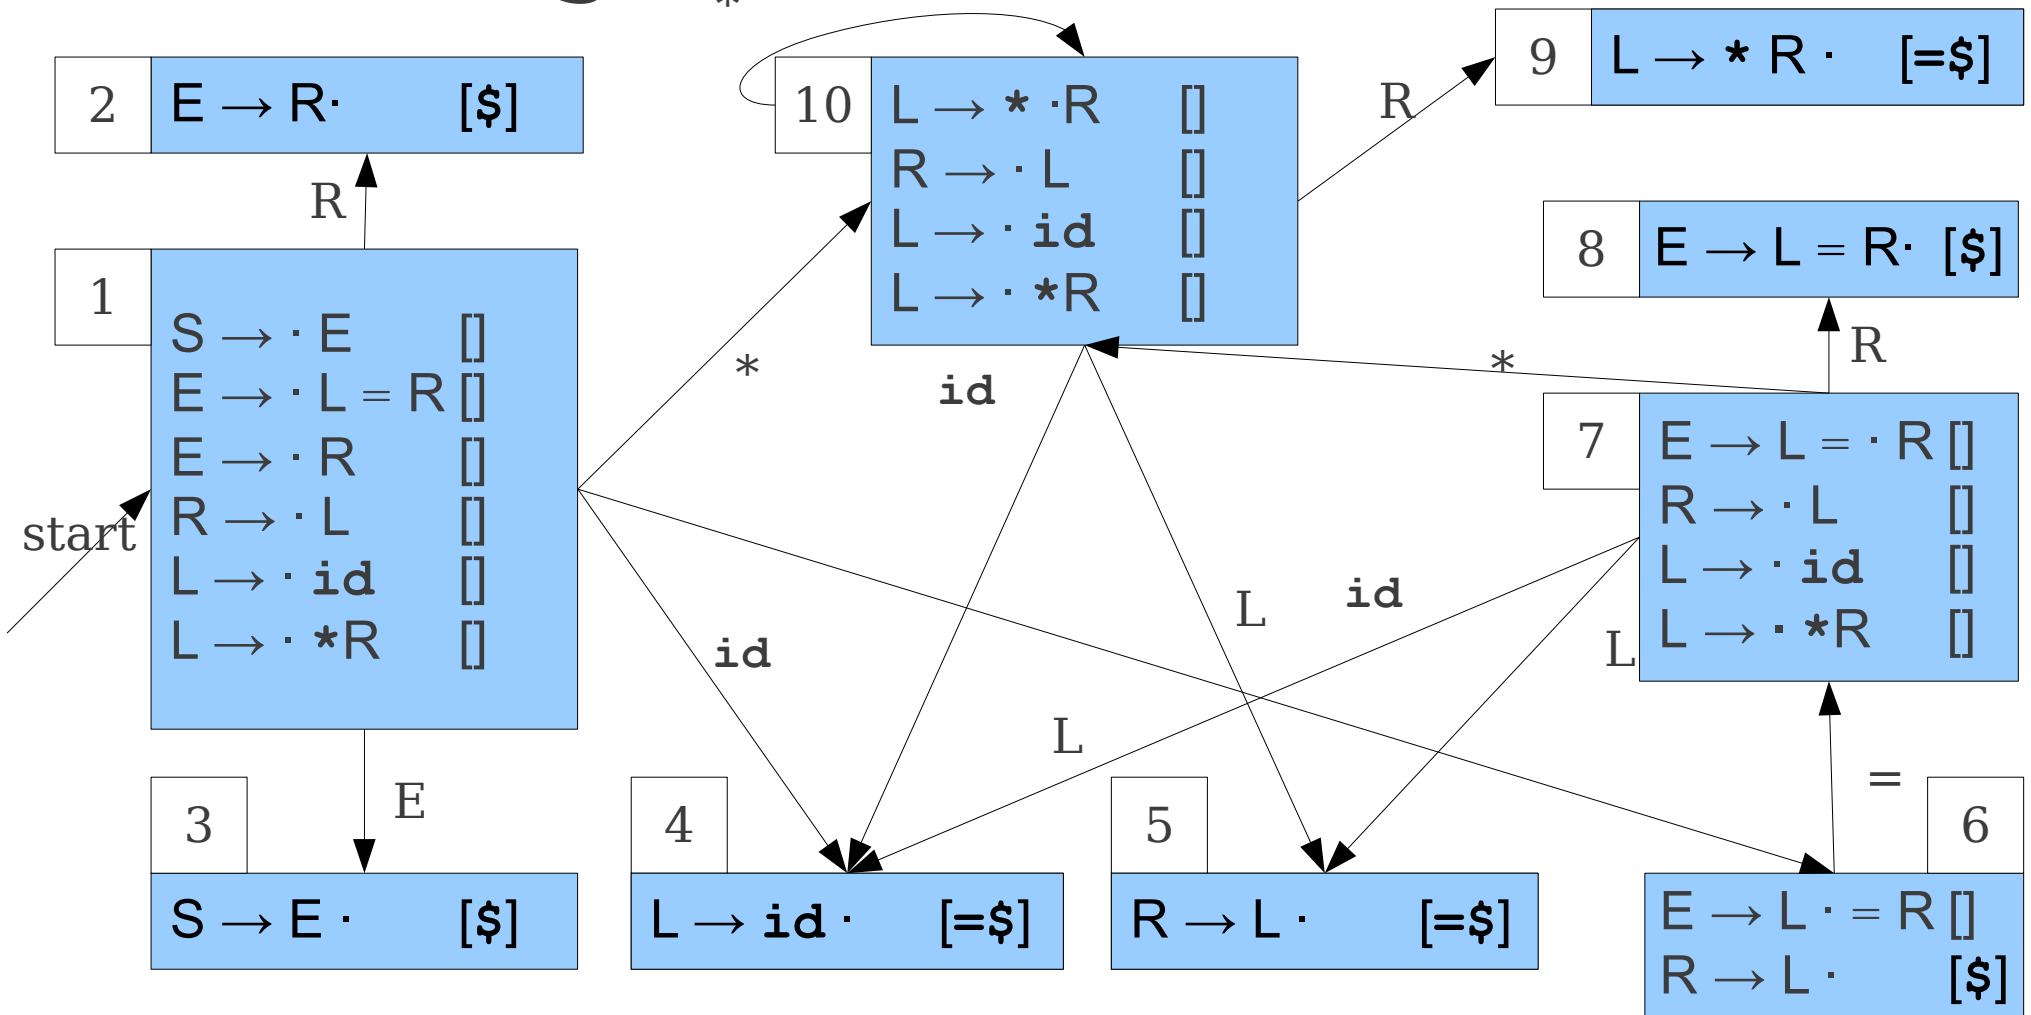 *
2
E → R· [$]
R
1
S → · E []
E → · L = R []
E → · R []
R → · L []
L → · id []
L → · *R []
start
E
3
S → E · [$]
*
id
10
L → * ·R []
R → · L []
L → · id []
L → · *R []
R
9
L → * R · [=$]
8
E → L = R· [$]
R
*
id
7
E → L = · R []
R → · L []
L → · id []
L → · *R []
L
id
L
L
=
4
L → id · [=$]
5
R → L · [=$]
6
E → L · = R []
R → L · [$]